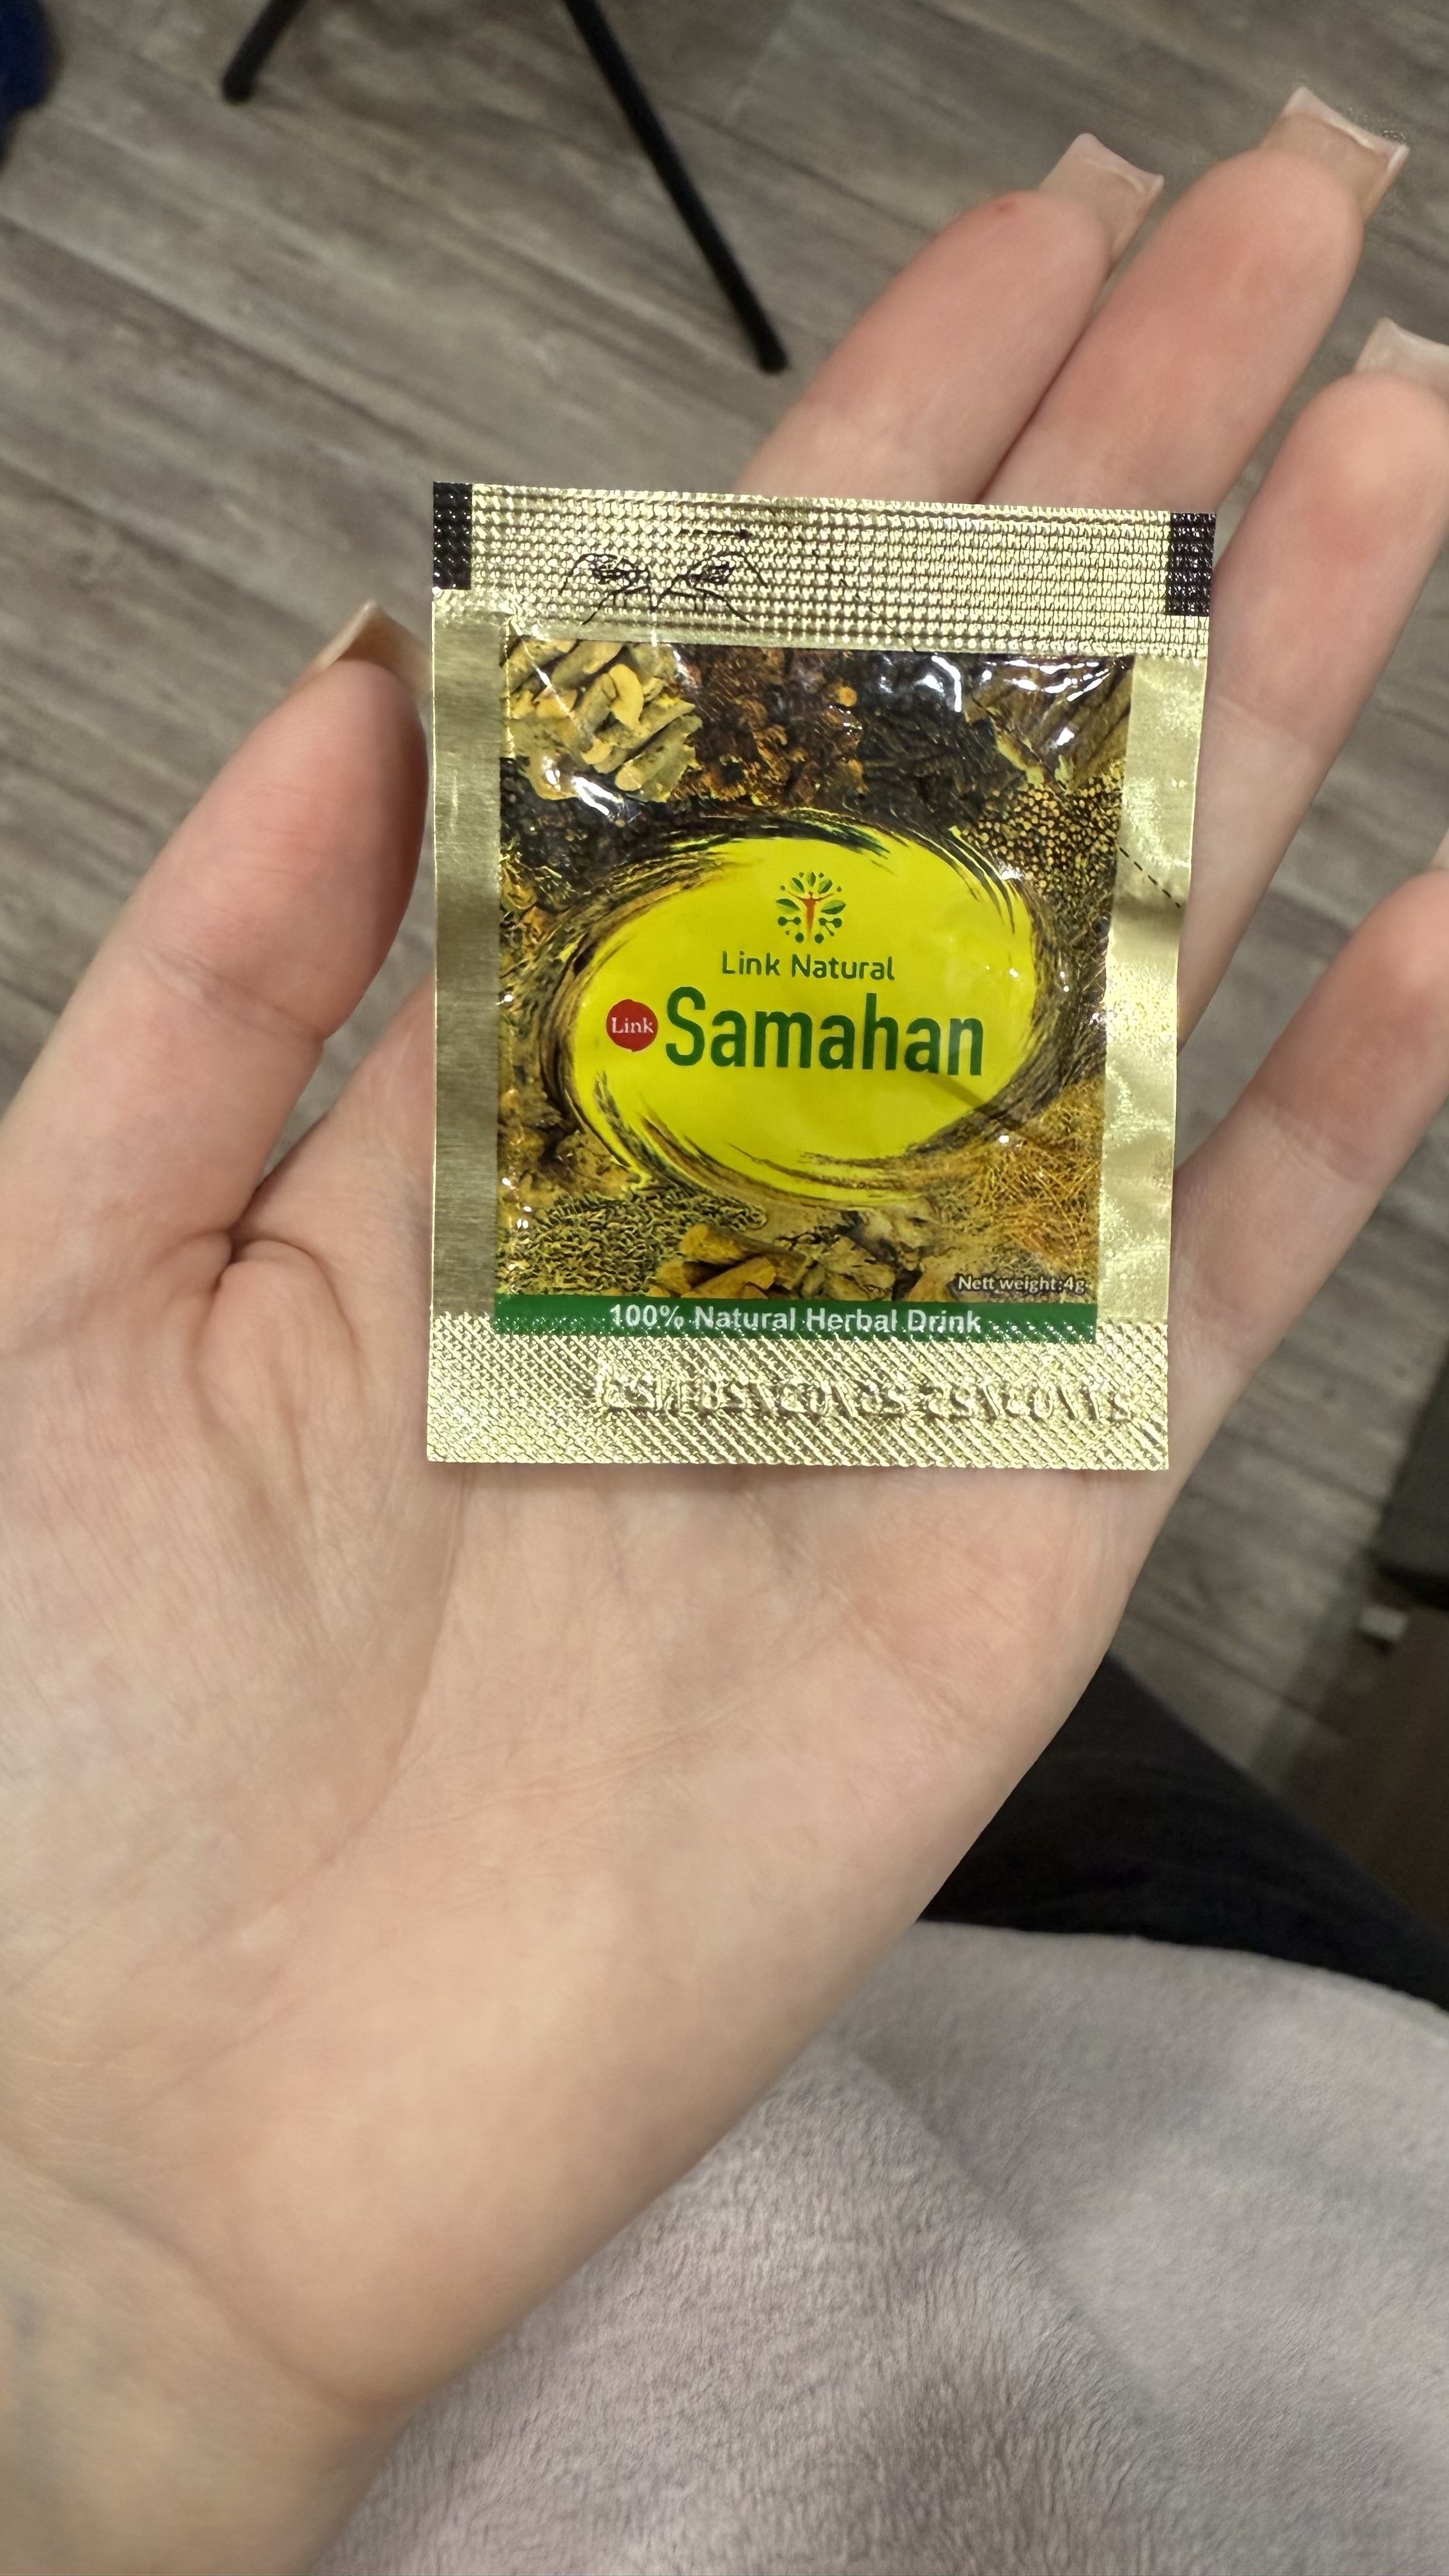 Link Natural
Link Samahan
Nett weight:4g
100% Natural Herbal Drink